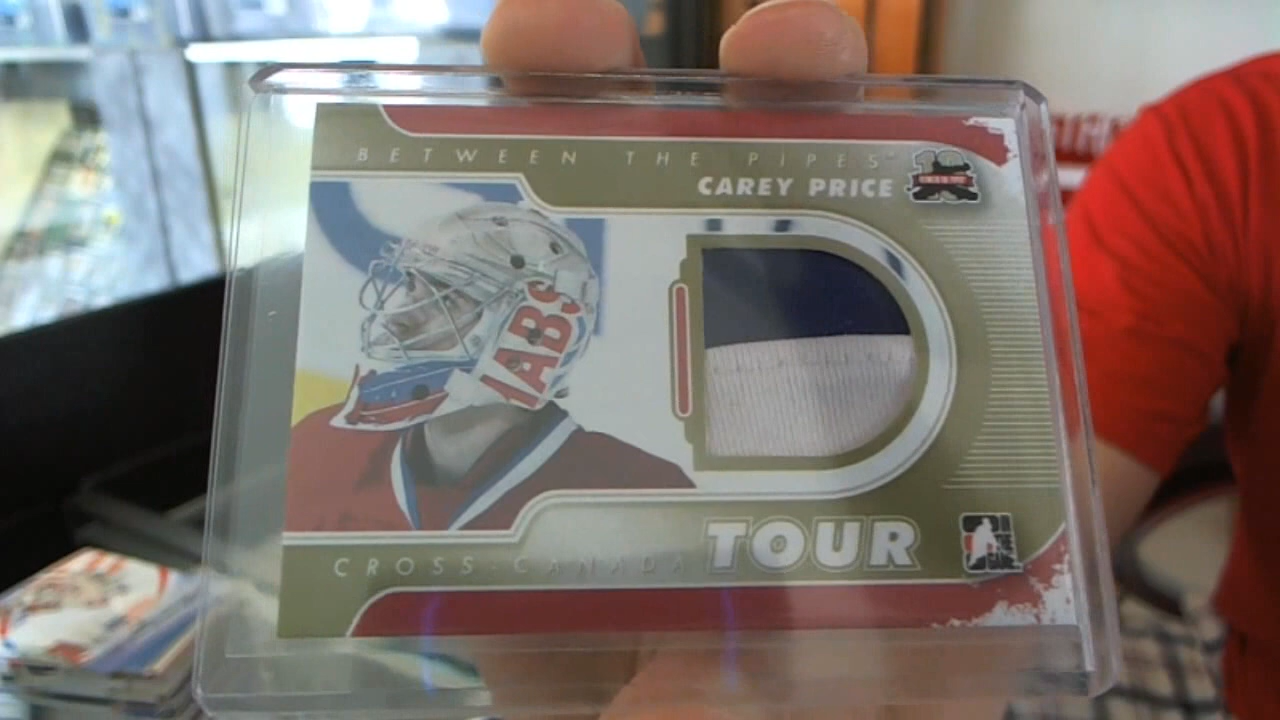 BETWEEN THE PIPES
CAREY PRICE
HABS
CROSS-CANADA
TOUR